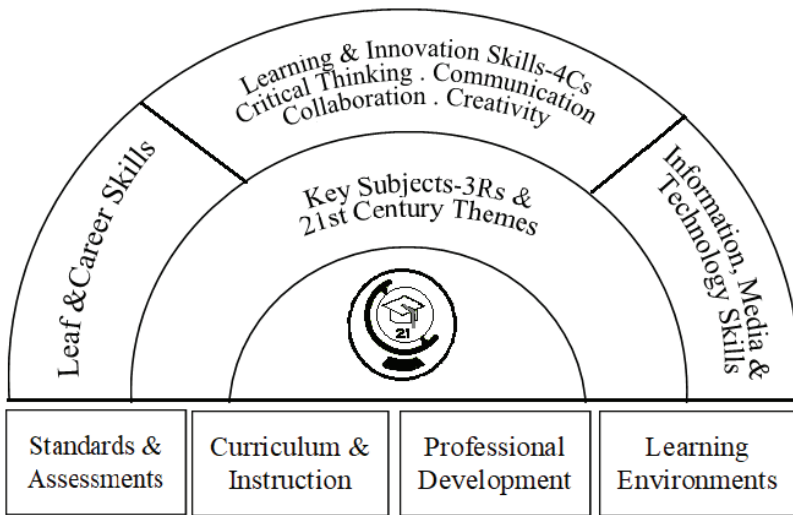 Learning & Innovation Skills-4Cs
Critical Thinking . Communication
Collaboration . Creativity
Leaf &Career Skills
Key Subjects-3Rs &
21st Century Themes
Information, Media &
Technology Skills
21
Standards &
Assessments
Curriculum &
Instruction
Professional
Development
Learning
Environments